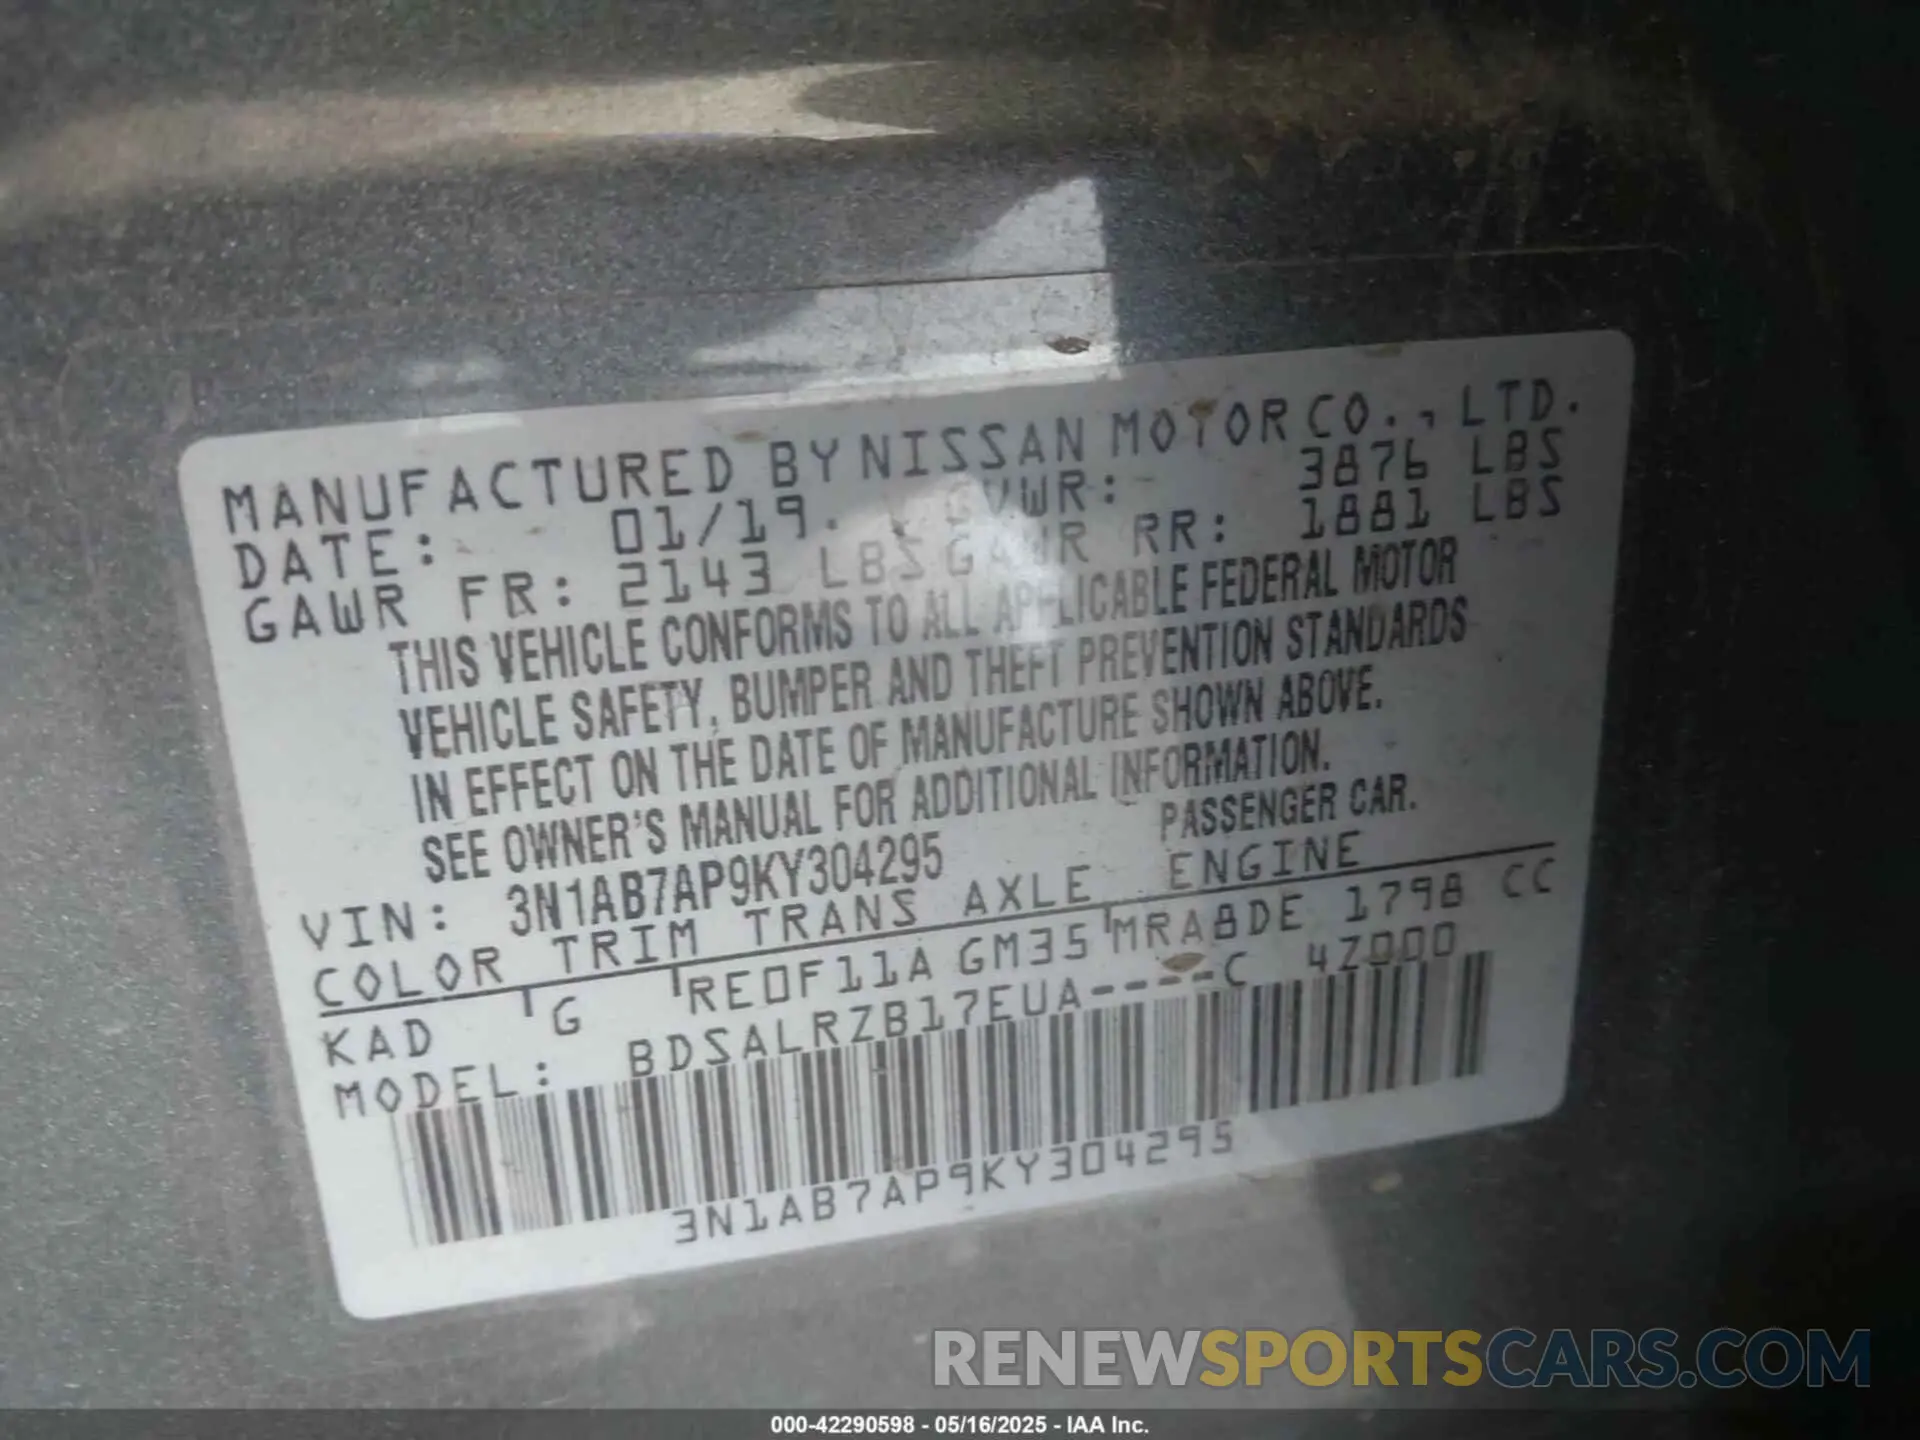 MANUFACTURED BY NISSAN MOTOR CO., LTD.
DATE: 01/19. GVWR: 3876 LBS
GAWR FR: 2143 LBS GAWR RR: 1881 LBS
THIS VEHICLE CONFORMS TO ALL APPLICABLE FEDERAL MOTOR
VEHICLE SAFETY, BUMPER AND THEFT PREVENTION STANDARDS
IN EFFECT ON THE DATE OF MANUFACTURE SHOWN ABOVE.
SEE OWNER'S MANUAL FOR ADDITIONAL INFORMATION.
VIN: 3N1AB7AP9KY304295 PASSENGER CAR.
COLOR TRIM TRANS AXLE ENGINE
KAD G RE0F11A GM35 MRA8DE 1798 CC
MODEL: BDSALRZB17EUA----C 4Z000
3N1AB7AP9KY304295
RENEWSPORTSCARS.COM
000-42290598 - 05/16/2025 - IAA Inc.